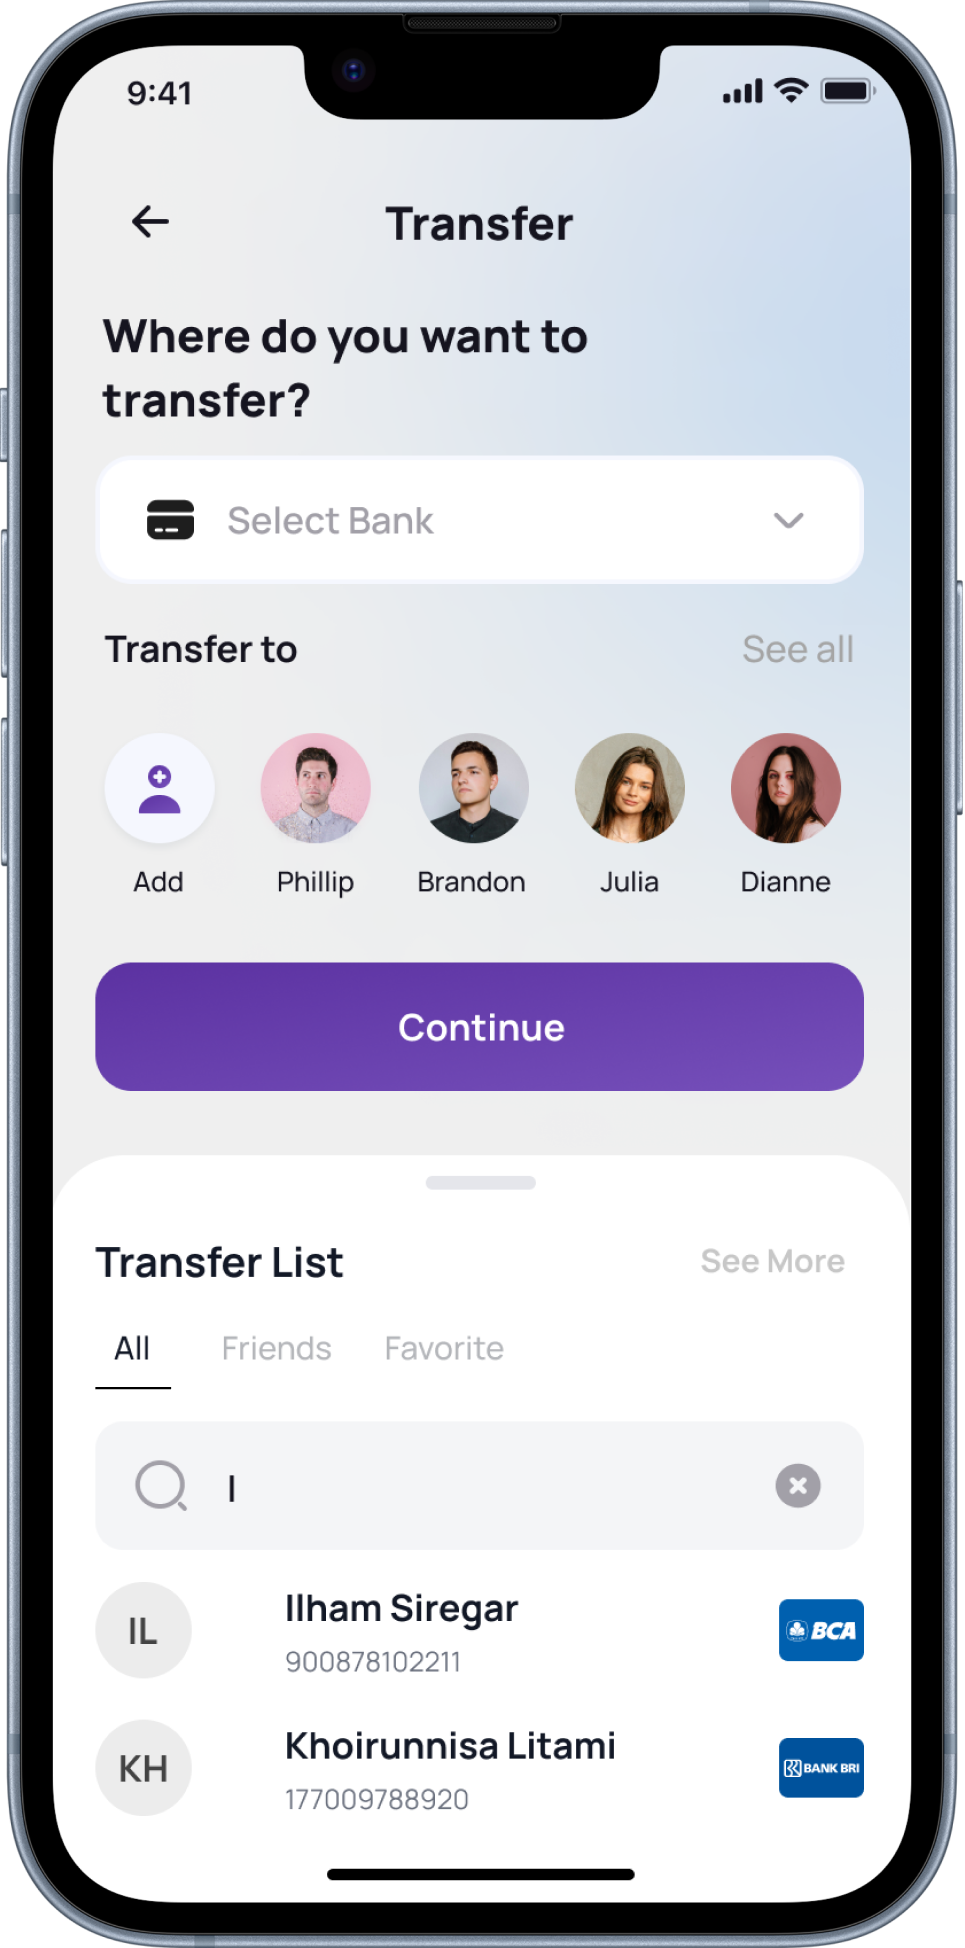 9:41
Transfer
Where do you want to
transfer?
Select Bank
Transfer to See all
Add Phillip Brandon Julia Dianne
Continue
Transfer List See More
All Friends Favorite
I
IL Ilham Siregar BCA
900878102211
KH Khoirunnisa Litami BANK BRI
177009788920